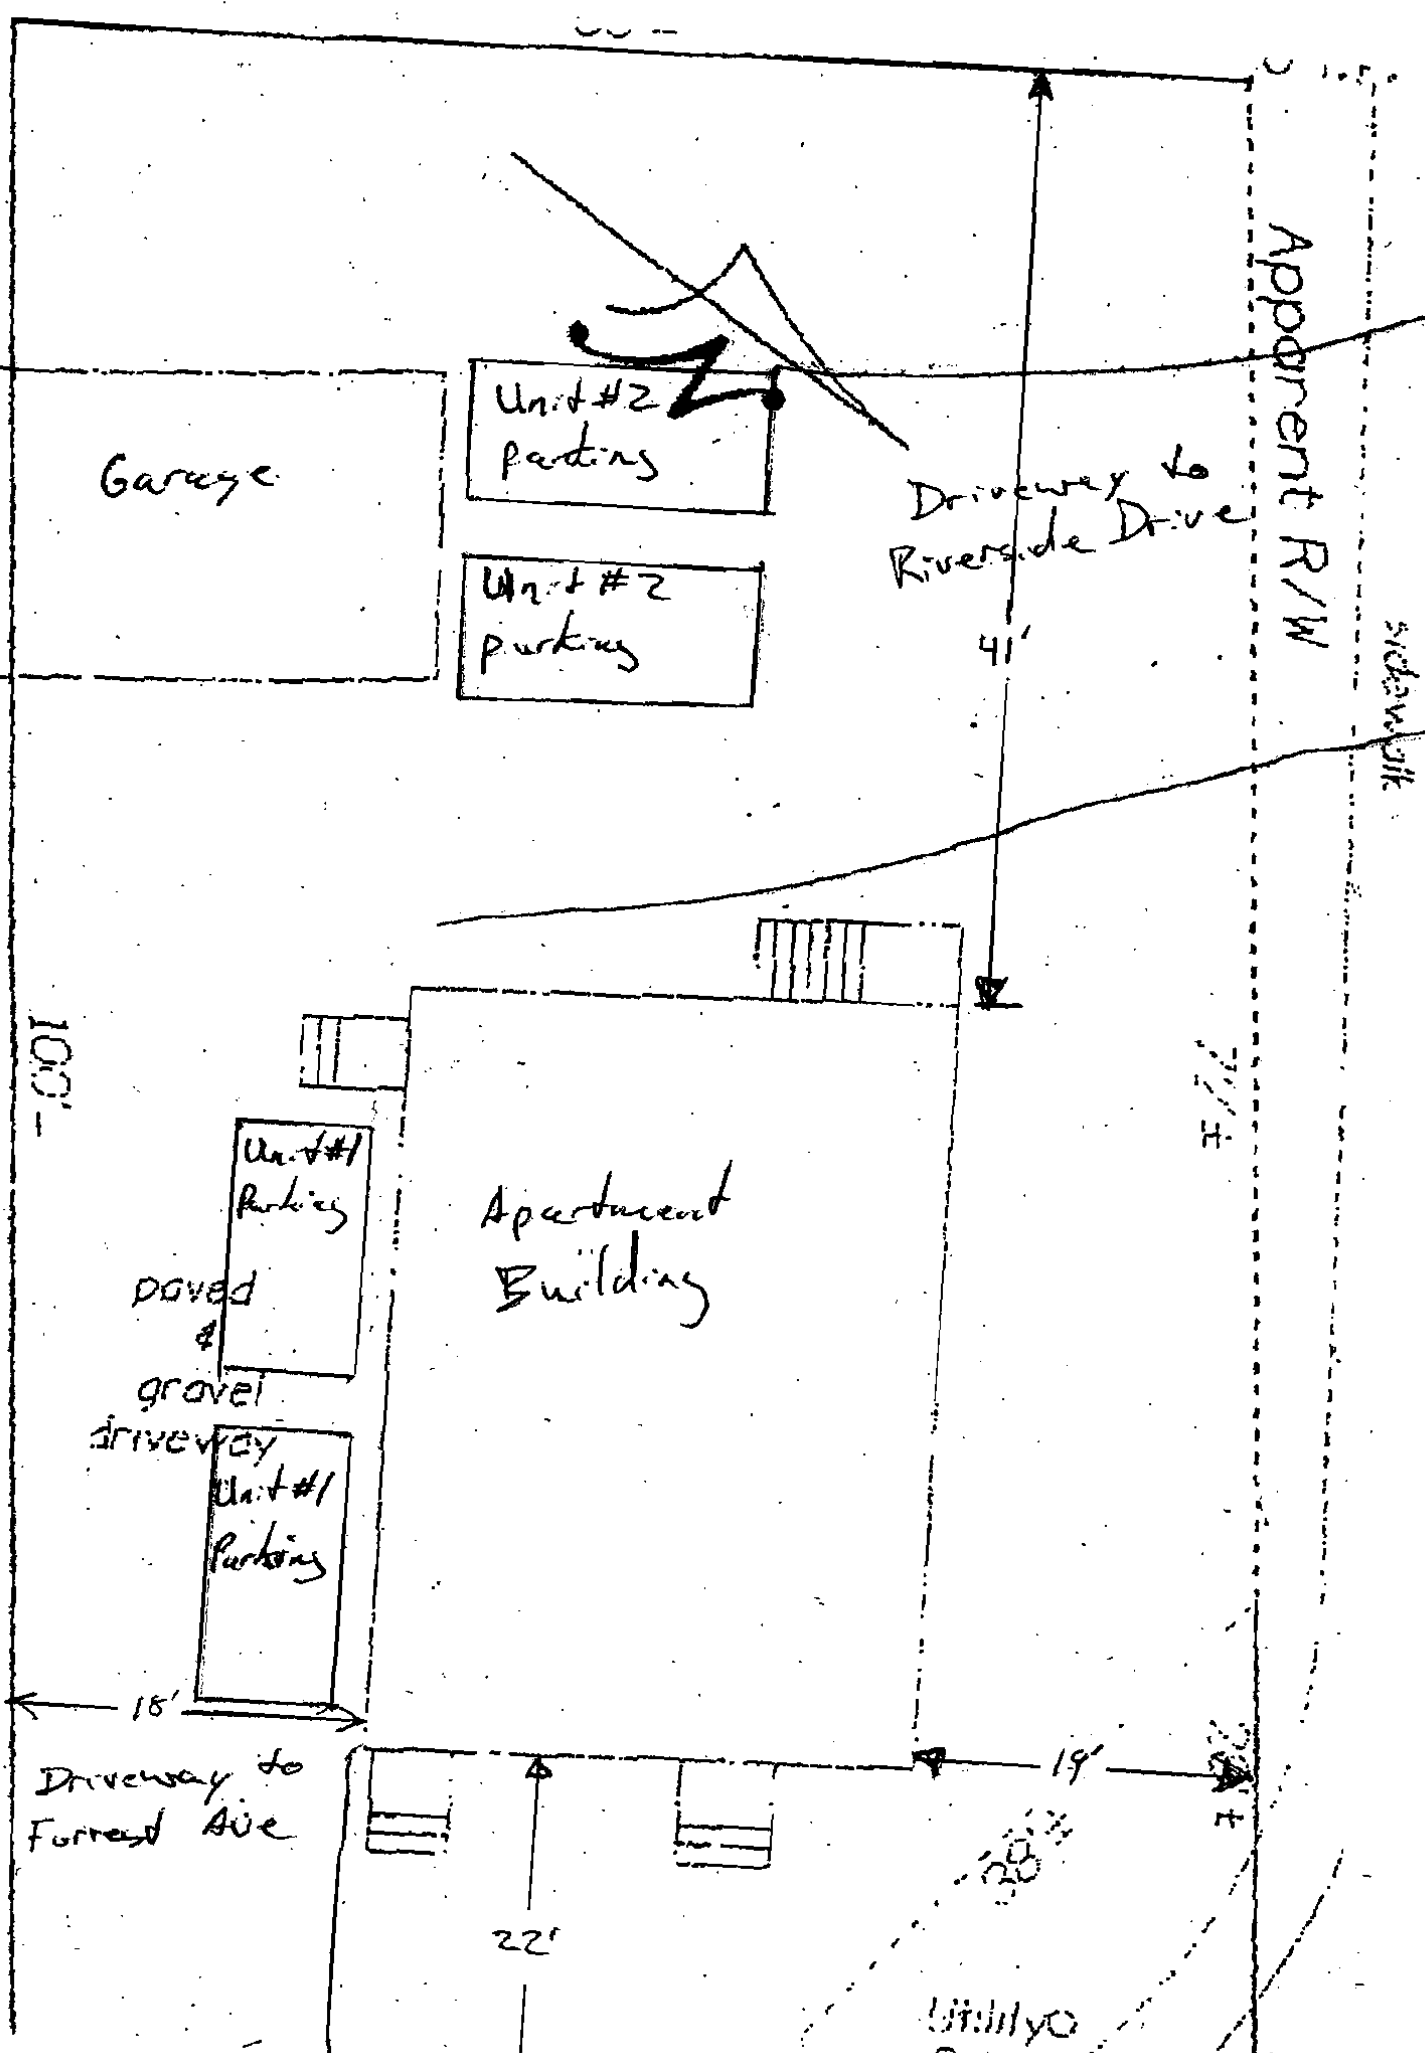 Unit #2
parking
Garage
Driveway to
Riverside Drive
Apparent R/W
Unit #2
parking
41'
sidewalk
100'-
Unit #1
Parking
Apartment
Building
paved
&
gravel
driveway
Unit #1
Parking
18'
19'
Driveway to
Forrest Ave
22'
Utility